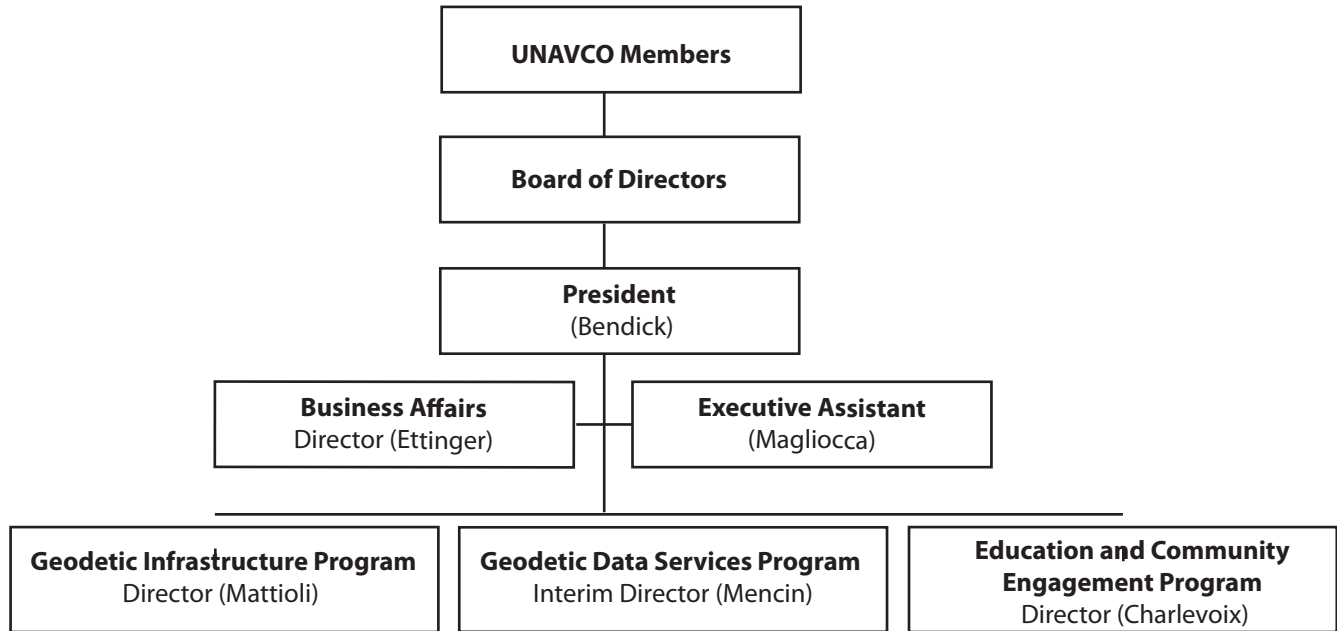 UNAVCO Members
Board of Directors
President
(Bendick)
Business Affairs
Director (Ettinger)
Executive Assistant
(Magliocca)
Geodetic Infrastructure Program
Director (Mattioli)
Geodetic Data Services Program
Interim Director (Mencin)
Education and Community
Engagement Program
Director (Charlevoix)